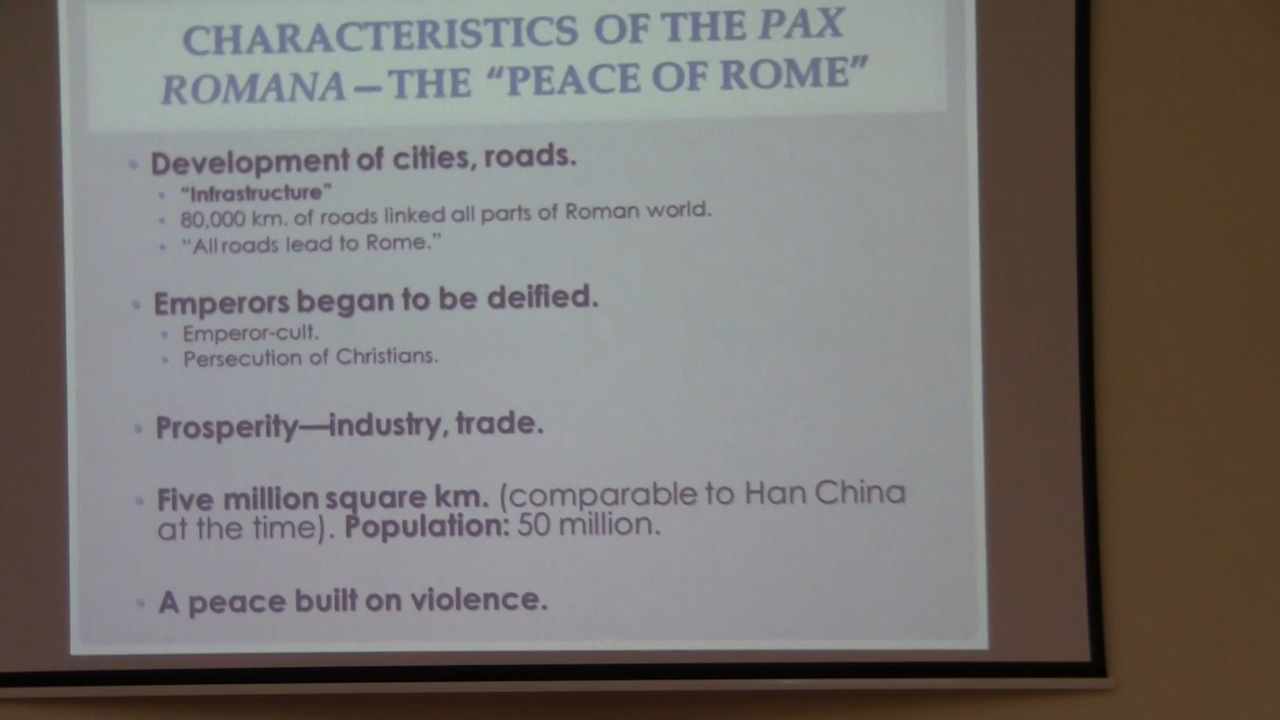 CHARACTERISTICS OF THE PAX
ROMANA—THE “PEACE OF ROME”
• Development of cities, roads.
• “Infrastructure”
• 80,000 km. of roads linked all parts of Roman world.
• “All roads lead to Rome.”
• Emperors began to be deified.
• Emperor-cult.
• Persecution of Christians.
• Prosperity—industry, trade.
• Five million square km. (comparable to Han China
at the time). Population: 50 million.
• A peace built on violence.